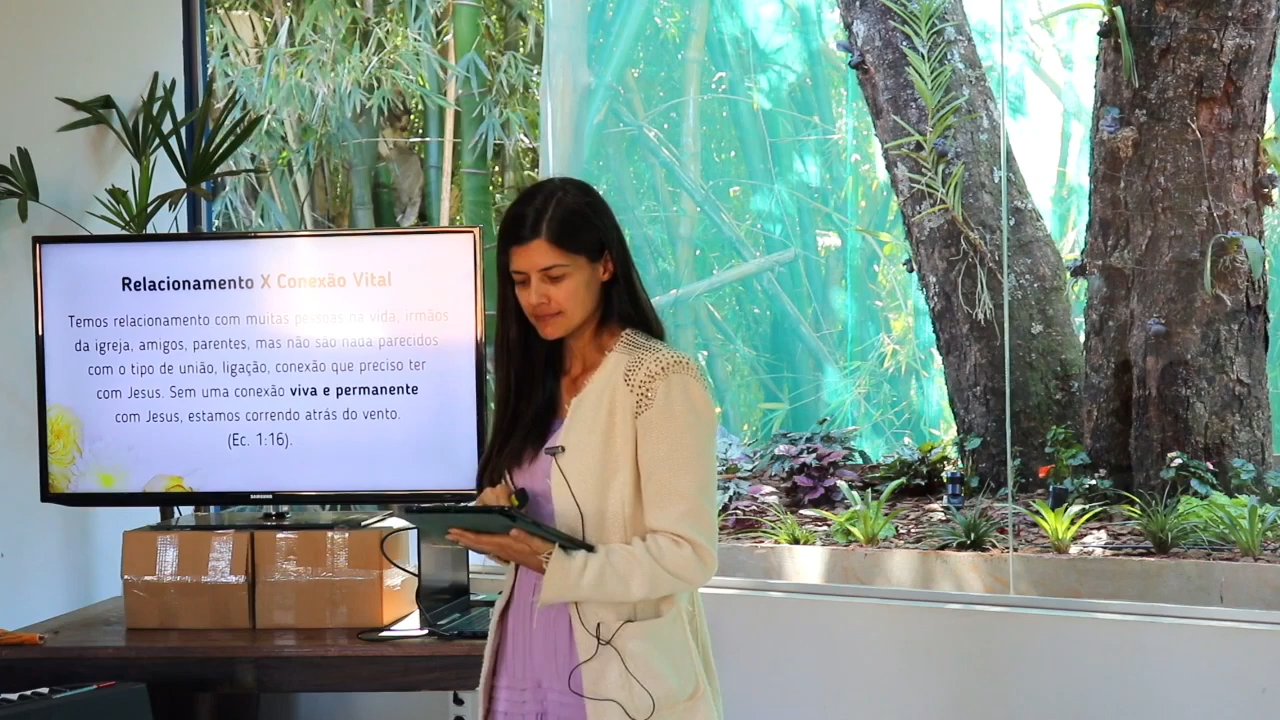 Relacionamento X Conexão Vital
Temos relacionamento com muitas pessoas na vida, irmãos
da igreja, amigos, parentes, mas não são nada parecidos
com o tipo de união, ligação, conexão que preciso ter
com Jesus. Sem uma conexão viva e permanente
com Jesus, estamos correndo atrás do vento.
(Ec. 1:16).
SAMSUNG